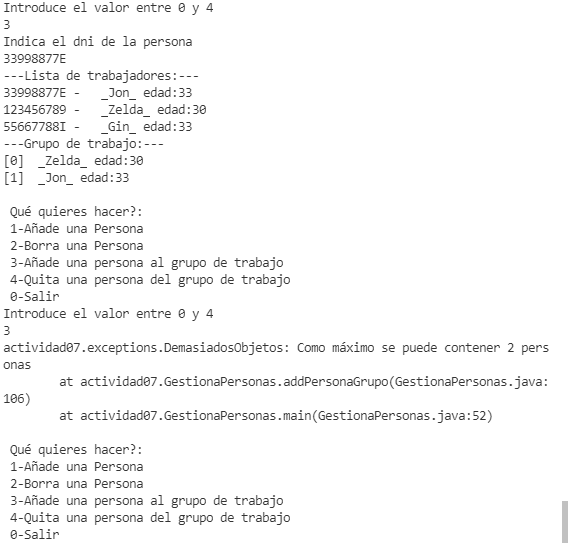 Introduce el valor entre 0 y 4
3
Indica el dni de la persona
33998877E
---Lista de trabajadores:---
33998877E -   _Jon_ edad:33
123456789 -   _Zelda_ edad:30
55667788I -   _Gin_ edad:33
---Grupo de trabajo:---
[0]  _Zelda_ edad:30
[1]  _Jon_ edad:33
Qué quieres hacer?:
1-Añade una Persona
2-Borra una Persona
3-Añade una persona al grupo de trabajo
4-Quita una persona del grupo de trabajo
0-Salir
Introduce el valor entre 0 y 4
3
actividad07.exceptions.DemasiadosObjetos: Como máximo se puede contener 2 pers
onas
at actividad07.GestionaPersonas.addPersonaGrupo(GestionaPersonas.java:
106)
at actividad07.GestionaPersonas.main(GestionaPersonas.java:52)
Qué quieres hacer?:
1-Añade una Persona
2-Borra una Persona
3-Añade una persona al grupo de trabajo
4-Quita una persona del grupo de trabajo
0-Salir